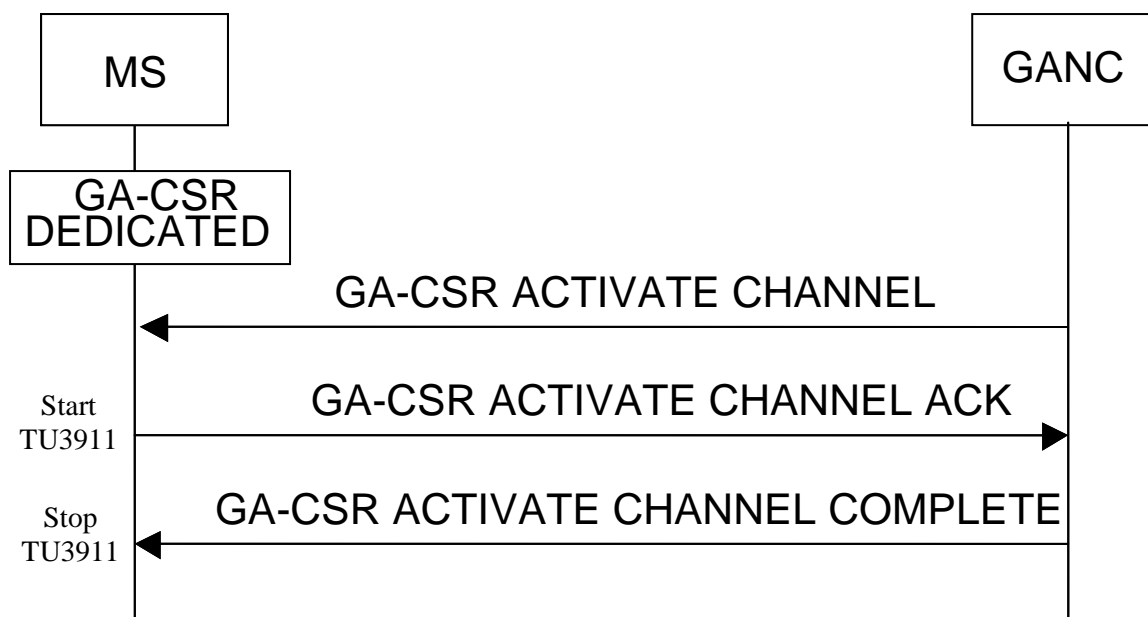 MS
GANC
GA-CSR
DEDICATED
GA-CSR ACTIVATE CHANNEL
Start
TU3911
GA-CSR ACTIVATE CHANNEL ACK
Stop
TU3911
GA-CSR ACTIVATE CHANNEL COMPLETE